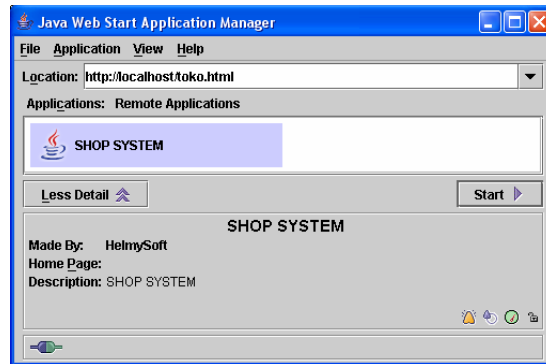 Java Web Start Application Manager
File Application View Help
Location: http://localhost/toko.html
Applications: Remote Applications
SHOP SYSTEM
Less Detail Start
SHOP SYSTEM
Made By: HelmySoft
Home Page:
Description: SHOP SYSTEM